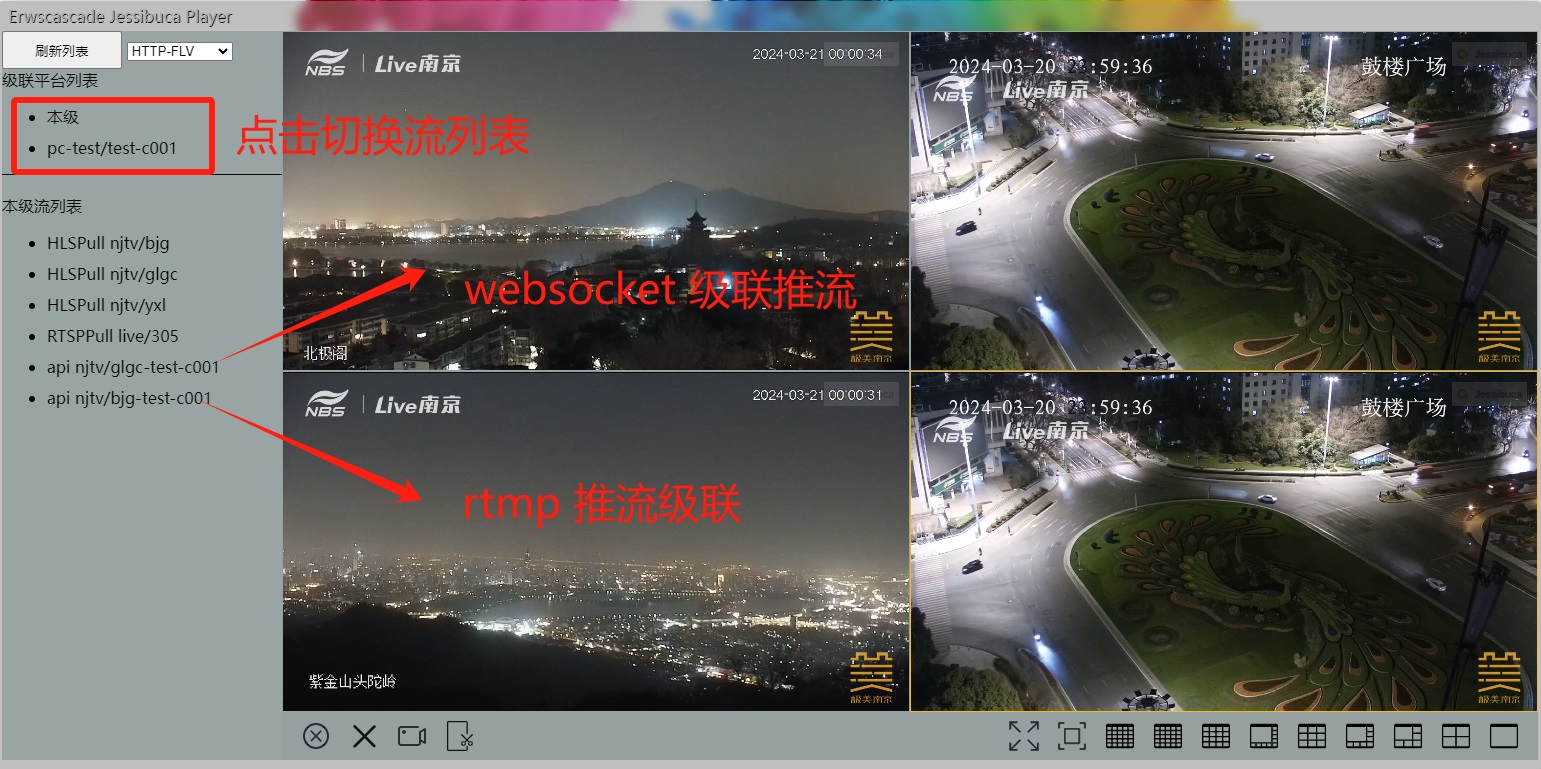 Erwscascade Jessibuca Player
刷新列表
HTTP-FLV
级联平台列表
本级
pc-test/test-c001
点击切换流列表
本级流列表
HLSPull njtv/bjg
HLSPull njtv/glgc
HLSPull njtv/yxl
RTSPPull live/305
api njtv/glgc-test-c001
api njtv/bjg-test-c001
NBS Live南京
2024-03-21 00:00:34
websocket 级联推流
北极阁
极美南京
2024-03-20 :59:36
鼓楼广场
Jessibuca
NBS Live南京
极美南京
NBS Live南京
2024-03-21 00:00:31
rtmp 推流级联
紫金山头陀岭
极美南京
2024-03-20 :59:36
鼓楼广场
Jessibuca
NBS Live南京
极美南京